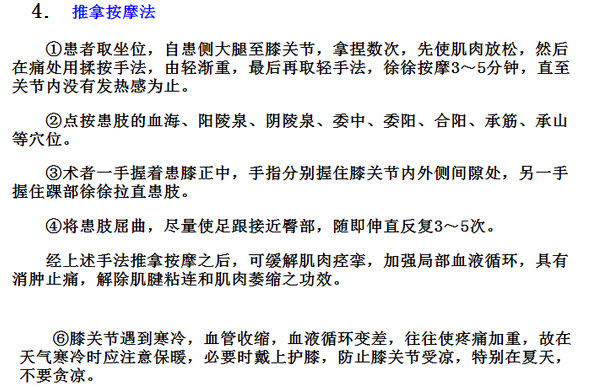 4. 推拿按摩法
①患者取坐位，自患侧大腿至膝关节，拿捏数次，先使肌肉放松，然后
在痛处用揉按手法，由轻渐重，最后再取轻手法，徐徐按摩3～5分钟，直至
关节内没有发热感为止。
②点按患肢的血海、阳陵泉、阴陵泉、委中、委阳、合阳、承筋、承山
等穴位。
③术者一手握着患膝正中，手指分别握住膝关节内外侧间隙处，另一手
握住踝部徐徐拉直患肢。
④将患肢屈曲，尽量使足跟接近臀部，随即伸直反复3～5次。
经上述手法推拿按摩之后，可缓解肌肉痉挛，加强局部血液循环，具有
消肿止痛，解除肌腱粘连和肌肉萎缩之功效。
⑥膝关节遇到寒冷，血管收缩，血液循环变差，往往使疼痛加重，故在
天气寒冷时应注意保暖，必要时戴上护膝，防止膝关节受凉，特别在夏天，
不要贪凉。